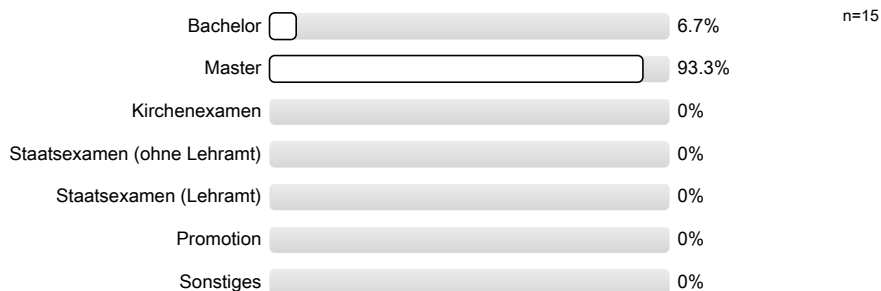 Bachelor 6.7% n=15
Master 93.3%
Kirchenexamen 0%
Staatsexamen (ohne Lehramt) 0%
Staatsexamen (Lehramt) 0%
Promotion 0%
Sonstiges 0%